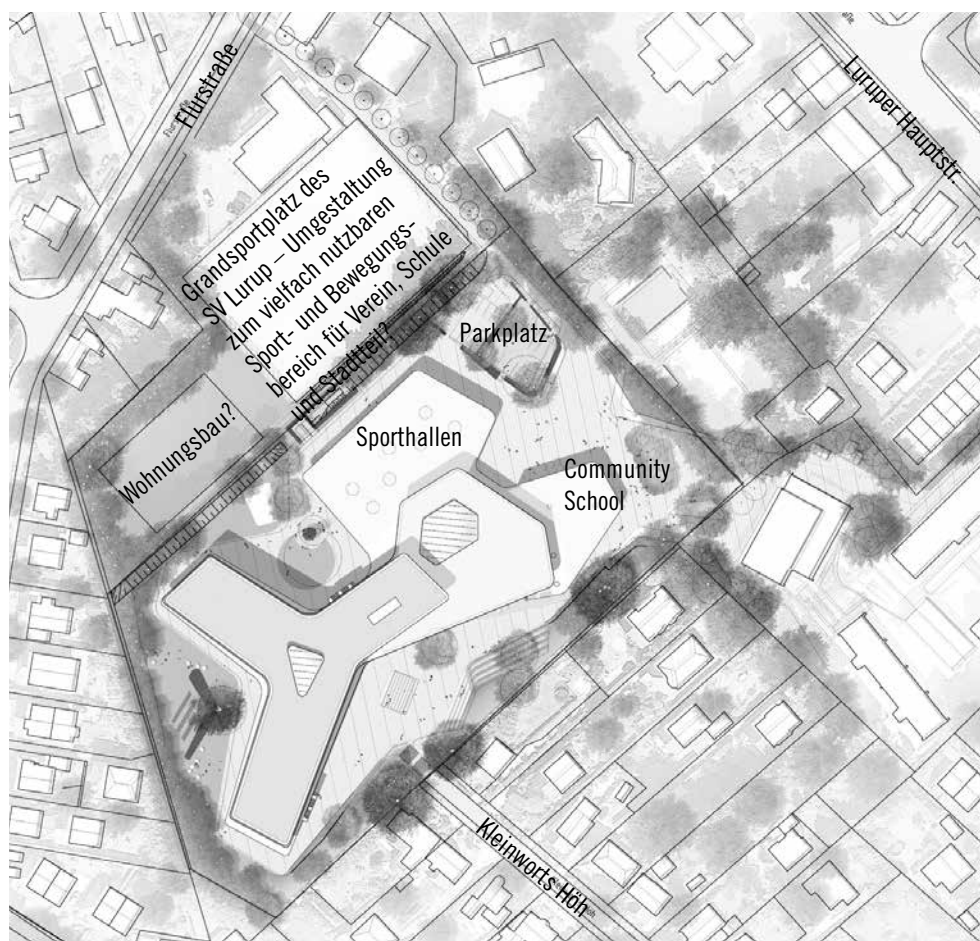 Flurstraße
Luruper Hauptstr.
Grandsportplatz des
SV Lurup – Umgestaltung
zum vielfach nutzbaren
Sport- und Bewegungs-
bereich für Verein, Schule
und Stadtteil?
Parkplatz
Wohnungsbau?
Sporthallen
Community
School
Kleinworts Höh